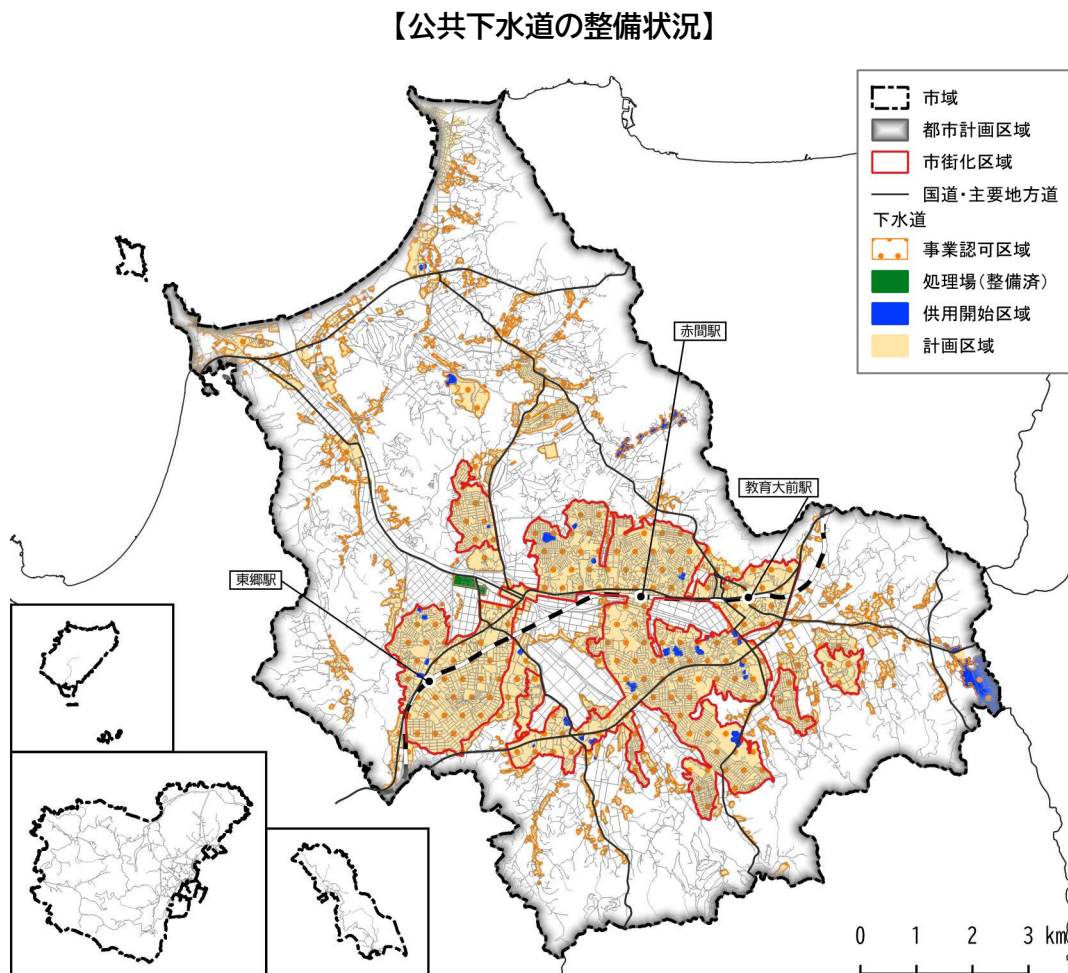 【公共下水道の整備状況】
市域
都市計画区域
市街化区域
国道・主要地方道
下水道
事業認可区域
処理場(整備済)
供用開始区域
計画区域
赤間駅
教育大前駅
東郷駅
0 1 2 3 km